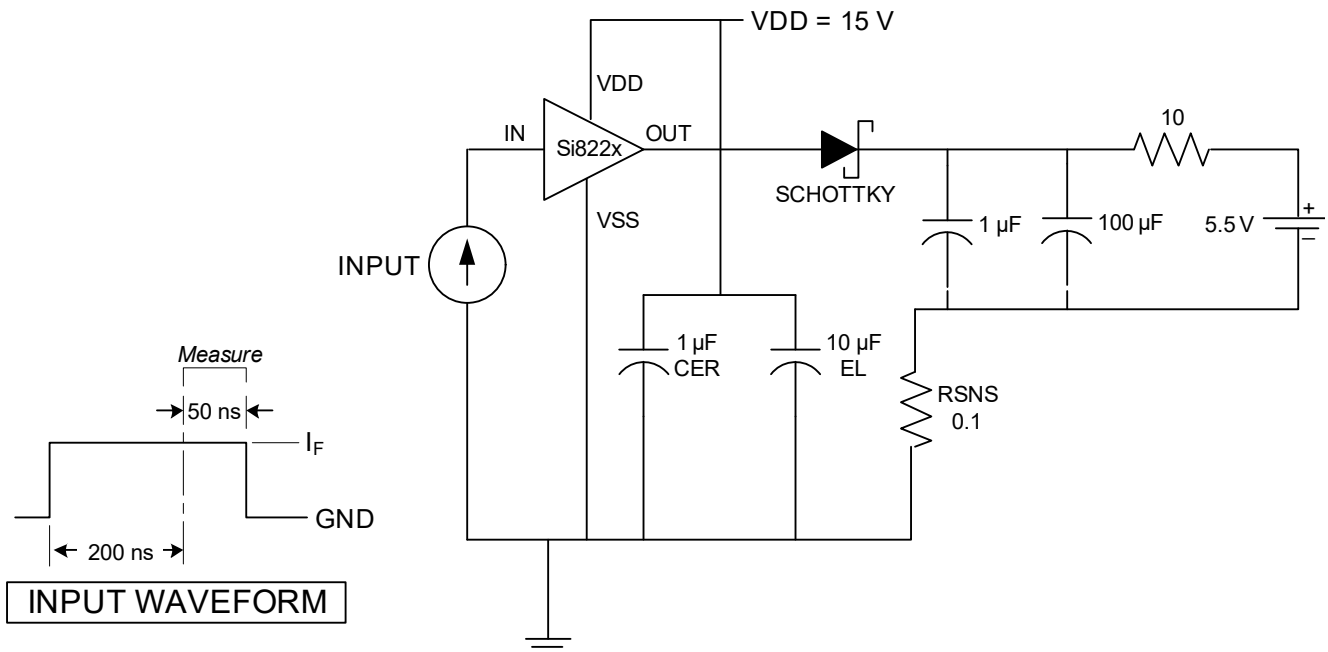 VDD = 15 V
VDD
IN
Si822x
OUT
10
SCHOTTKY
VSS
1 µF
100 µF
5.5 V
+
–
INPUT
1 µF
CER
10 µF
EL
RSNS
0.1
Measure
50 ns
IF
GND
200 ns
INPUT WAVEFORM